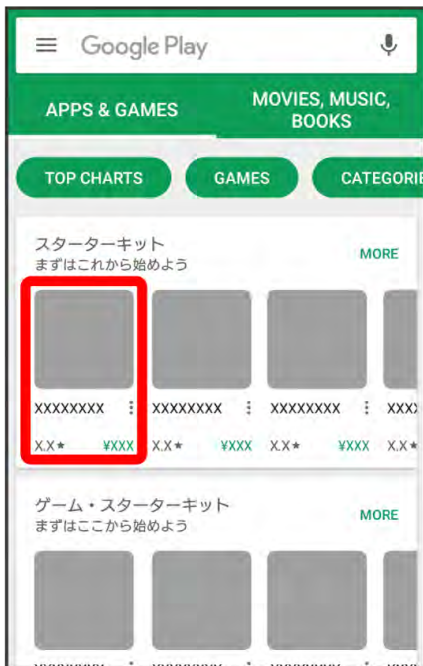 Google Play
APPS & GAMES
MOVIES, MUSIC,
BOOKS
TOP CHARTS
GAMES
CATEGORIE
スターターキット
まずはこれから始めよう
MORE
XXXXXXXX XXXXXXXX XXXXXXXX XXX
X.X★ ¥XXX X.X★ ¥XXX X.X★ ¥XXX X.X★
ゲーム・スターターキット
まずはここから始めよう
MORE